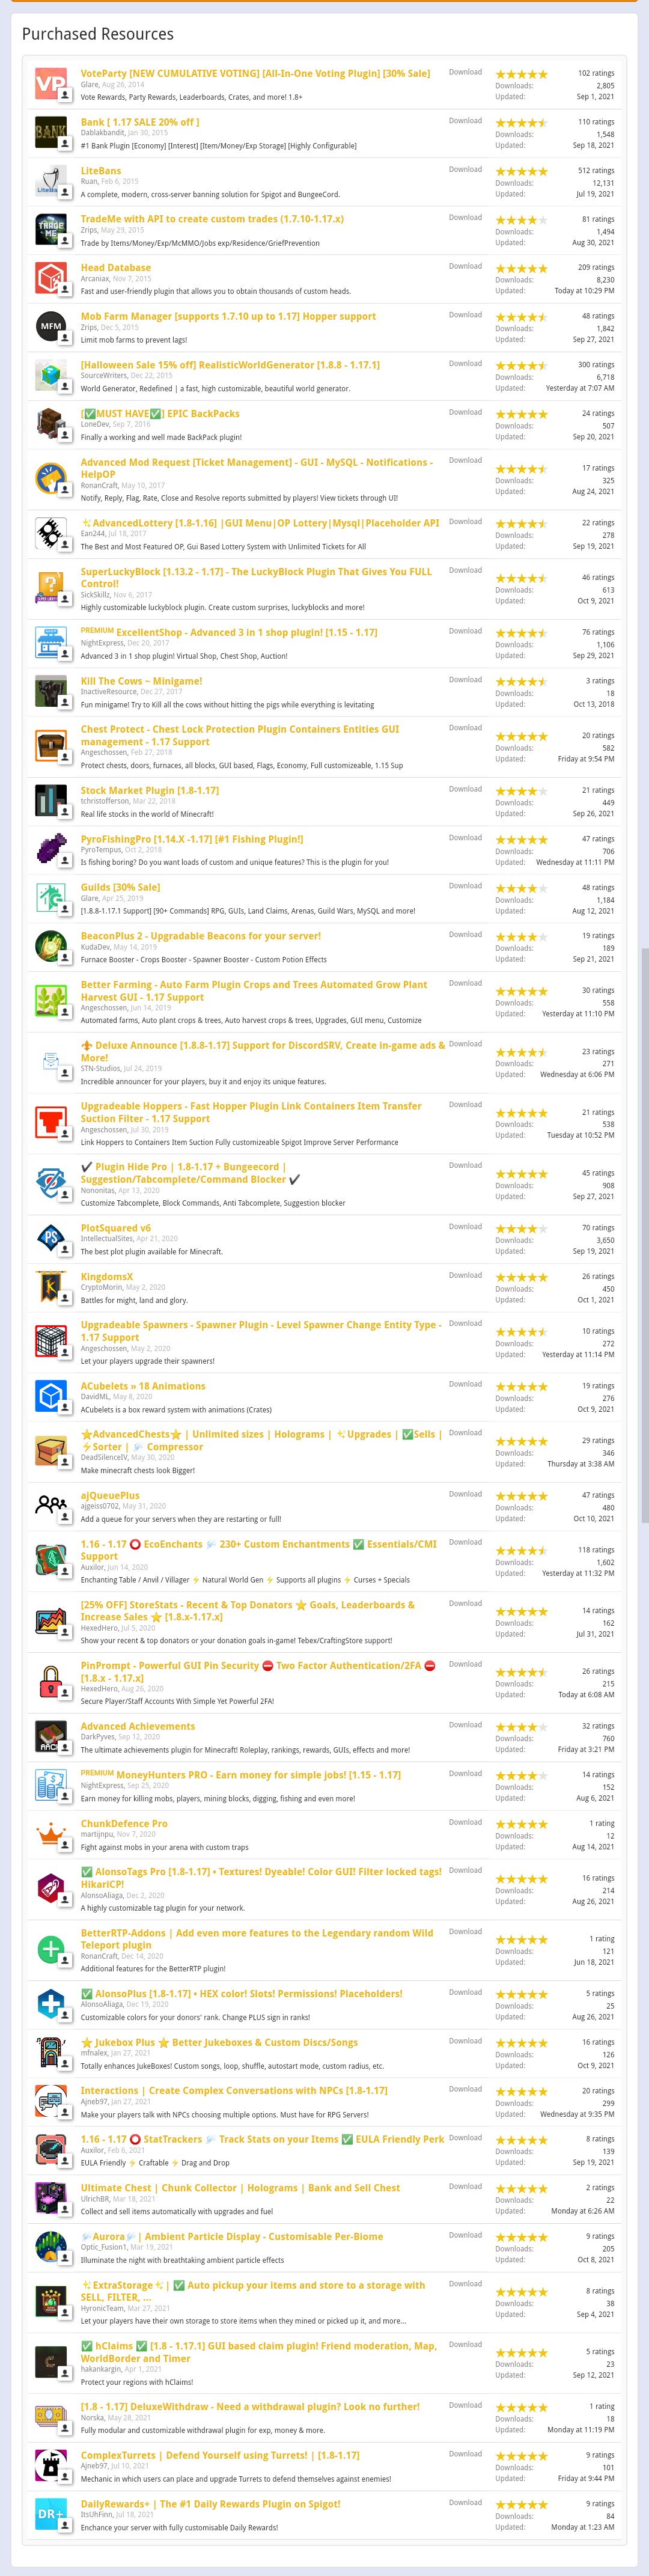 Purchased Resources
VoteParty [NEW CUMULATIVE VOTING] [All-In-One Voting Plugin] [30% Sale] Download 102 ratings
Glare, Aug 26, 2014 Downloads: 2,805
Vote Rewards, Party Rewards, Leaderboards, Crates, and more! 1.8+ Updated: Sep 1, 2021
Bank [ 1.17 SALE 20% off ] Download 110 ratings
Dablakbandit, Jan 30, 2015 Downloads: 1,548
#1 Bank Plugin [Economy] [Interest] [Item/Money/Exp Storage] [Highly Configurable] Updated: Sep 18, 2021
LiteBans Download 512 ratings
Ruan, Feb 6, 2015 Downloads: 12,131
A complete, modern, cross-server banning solution for Spigot and BungeeCord. Updated: Jul 19, 2021
TradeMe with API to create custom trades (1.7.10-1.17.x) Download 81 ratings
Zrips, May 29, 2015 Downloads: 1,494
Trade by Items/Money/Exp/McMMO/Jobs exp/Residence/GriefPrevention Updated: Aug 30, 2021
Head Database Download 209 ratings
Arcaniax, Nov 7, 2015 Downloads: 8,230
Fast and user-friendly plugin that allows you to obtain thousands of custom heads. Updated: Today at 10:29 PM
MFM Mob Farm Manager [supports 1.7.10 up to 1.17] Hopper support Download 48 ratings
Zrips, Dec 5, 2015 Downloads: 1,842
Limit mob farms to prevent lags! Updated: Sep 27, 2021
[Halloween Sale 15% off] RealisticWorldGenerator [1.8.8 - 1.17.1] Download 300 ratings
SourceWriters, Dec 22, 2015 Downloads: 6,718
World Generator, Redefined | a fast, high customizable, beautiful world generator. Updated: Yesterday at 7:07 AM
[✅MUST HAVE✅] EPIC BackPacks Download 24 ratings
LoneDev, Sep 7, 2016 Downloads: 507
Finally a working and well made BackPack plugin! Updated: Sep 20, 2021
Advanced Mod Request [Ticket Management] - GUI - MySQL - Notifications - Download
HelpOP 17 ratings
RonanCraft, May 10, 2017 Downloads: 325
Notify, Reply, Flag, Rate, Close and Resolve reports submitted by players! View tickets through UI! Updated: Aug 24, 2021
✨AdvancedLottery [1.8-1.16] |GUI Menu|OP Lottery|Mysql|Placeholder API Download 22 ratings
Ean244, Jul 18, 2017 Downloads: 278
The Best and Most Featured OP, Gui Based Lottery System with Unlimited Tickets for All Updated: Sep 19, 2021
SuperLuckyBlock [1.13.2 - 1.17] - The LuckyBlock Plugin That Gives You FULL Download
Control! 46 ratings
SickSkillz, Nov 6, 2017 Downloads: 613
Highly customizable luckyblock plugin. Create custom surprises, luckyblocks and more! Updated: Oct 9, 2021
PREMIUM ExcellentShop - Advanced 3 in 1 shop plugin! [1.15 - 1.17] Download 76 ratings
NightExpress, Dec 20, 2017 Downloads: 1,106
Advanced 3 in 1 shop plugin! Virtual Shop, Chest Shop, Auction! Updated: Sep 29, 2021
Kill The Cows ~ Minigame! Download 3 ratings
InactiveResource, Dec 27, 2017 Downloads: 18
Fun minigame! Try to Kill all the cows without hitting the pigs while everything is levitating Updated: Oct 13, 2018
Chest Protect - Chest Lock Protection Plugin Containers Entities GUI Download
management - 1.17 Support 20 ratings
Angeschossen, Feb 27, 2018 Downloads: 582
Protect chests, doors, furnaces, all blocks, GUI based, Flags, Economy, Full customizeable, 1.15 Sup Updated: Friday at 9:54 PM
Stock Market Plugin [1.8-1.17] Download 21 ratings
tchristofferson, Mar 22, 2018 Downloads: 449
Real life stocks in the world of Minecraft! Updated: Sep 26, 2021
PyroFishingPro [1.14.X -1.17] [#1 Fishing Plugin!] Download 47 ratings
PyroTempus, Oct 2, 2018 Downloads: 706
Is fishing boring? Do you want loads of custom and unique features? This is the plugin for you! Updated: Wednesday at 11:11 PM
Guilds [30% Sale] Download 48 ratings
Glare, Apr 25, 2019 Downloads: 1,184
[1.8.8-1.17.1 Support] [90+ Commands] RPG, GUIs, Land Claims, Arenas, Guild Wars, MySQL and more! Updated: Aug 12, 2021
BeaconPlus 2 - Upgradable Beacons for your server! Download 19 ratings
KudaDev, May 14, 2019 Downloads: 189
Furnace Booster - Crops Booster - Spawner Booster - Custom Potion Effects Updated: Sep 21, 2021
Better Farming - Auto Farm Plugin Crops and Trees Automated Grow Plant Download
Harvest GUI - 1.17 Support 30 ratings
Angeschossen, Jun 14, 2019 Downloads: 558
Automated farms, Auto plant crops & trees, Auto harvest crops & trees, Upgrades, GUI menu, Customize Updated: Yesterday at 11:10 PM
⚜ Deluxe Announce [1.8.8-1.17] Support for DiscordSRV, Create in-game ads & Download
More! 23 ratings
STN-Studios, Jul 24, 2019 Downloads: 271
Incredible announcer for your players, buy it and enjoy its unique features. Updated: Wednesday at 6:06 PM
Upgradeable Hoppers - Fast Hopper Plugin Link Containers Item Transfer Download
Suction Filter - 1.17 Support 21 ratings
Angeschossen, Jul 30, 2019 Downloads: 538
Link Hoppers to Containers Item Suction Fully customizeable Spigot Improve Server Performance Updated: Tuesday at 10:52 PM
✔ Plugin Hide Pro | 1.8-1.17 + Bungeecord | Download
Suggestion/Tabcomplete/Command Blocker ✔ 45 ratings
Nononitas, Apr 13, 2020 Downloads: 908
Customize Tabcomplete, Block Commands, Anti Tabcomplete, Suggestion blocker Updated: Sep 27, 2021
PlotSquared v6 Download 70 ratings
IntellectualSites, Apr 21, 2020 Downloads: 3,650
The best plot plugin available for Minecraft. Updated: Sep 19, 2021
KingdomsX Download 26 ratings
CryptoMorin, May 2, 2020 Downloads: 450
Battles for might, land and glory. Updated: Oct 1, 2021
Upgradeable Spawners - Spawner Plugin - Level Spawner Change Entity Type - Download
1.17 Support 10 ratings
Angeschossen, May 2, 2020 Downloads: 272
Let your players upgrade their spawners! Updated: Yesterday at 11:14 PM
ACubelets » 18 Animations Download 19 ratings
DavidML, May 8, 2020 Downloads: 276
ACubelets is a box reward system with animations (Crates) Updated: Oct 9, 2021
⭐AdvancedChests⭐ | Unlimited sizes | Holograms | ✨Upgrades | ✅Sells | Download
⚡Sorter | Compressor 29 ratings
DeadSilenceIV, May 30, 2020 Downloads: 346
Make minecraft chests look Bigger! Updated: Thursday at 3:38 AM
ajQueuePlus Download 47 ratings
ajgeiss0702, May 31, 2020 Downloads: 480
Add a queue for your servers when they are restarting or full! Updated: Oct 10, 2021
1.16 - 1.17 ⭕ EcoEnchants 230+ Custom Enchantments ✅ Essentials/CMI Download
Support 118 ratings
Auxilor, Jun 14, 2020 Downloads: 1,602
Enchanting Table / Anvil / Villager ⚡ Natural World Gen ⚡ Supports all plugins ⚡ Curses + Specials Updated: Yesterday at 11:32 PM
[25% OFF] StoreStats - Recent & Top Donators ⭐ Goals, Leaderboards & Download
Increase Sales ⭐ [1.8.x-1.17.x] 14 ratings
HexedHero, Jul 5, 2020 Downloads: 162
Show your recent & top donators or your donation goals in-game! Tebex/CraftingStore support! Updated: Jul 31, 2021
PinPrompt - Powerful GUI Pin Security ⛔ Two Factor Authentication/2FA ⛔ Download
[1.8.x - 1.17.x] 26 ratings
HexedHero, Aug 26, 2020 Downloads: 215
Secure Player/Staff Accounts With Simple Yet Powerful 2FA! Updated: Today at 6:08 AM
Advanced Achievements Download 32 ratings
DarkPyves, Sep 12, 2020 Downloads: 760
The ultimate achievements plugin for Minecraft! Roleplay, rankings, rewards, GUIs, effects and more! Updated: Friday at 3:21 PM
PREMIUM MoneyHunters PRO - Earn money for simple jobs! [1.15 - 1.17] Download 14 ratings
NightExpress, Sep 25, 2020 Downloads: 152
Earn money for killing mobs, players, mining blocks, digging, fishing and even more! Updated: Aug 6, 2021
ChunkDefence Pro Download 1 rating
martijnpu, Nov 7, 2020 Downloads: 12
Fight against mobs in your arena with custom traps Updated: Aug 14, 2021
✅ AlonsoTags Pro [1.8-1.17] • Textures! Dyeable! Color GUI! Filter locked tags! Download
HikariCP! 16 ratings
AlonsoAliaga, Dec 2, 2020 Downloads: 214
A highly customizable tag plugin for your network. Updated: Aug 26, 2021
BetterRTP-Addons | Add even more features to the Legendary random Wild Download
Teleport plugin 1 rating
RonanCraft, Dec 14, 2020 Downloads: 121
Additional features for the BetterRTP plugin! Updated: Jun 18, 2021
✅ AlonsoPlus [1.8-1.17] • HEX color! Slots! Permissions! Placeholders! Download 5 ratings
AlonsoAliaga, Dec 19, 2020 Downloads: 25
Customizable colors for your donors' rank. Change PLUS sign in ranks! Updated: Aug 26, 2021
⭐ Jukebox Plus ⭐ Better Jukeboxes & Custom Discs/Songs Download 16 ratings
mfnalex, Jan 27, 2021 Downloads: 126
Totally enhances JukeBoxes! Custom songs, loop, shuffle, autostart mode, custom radius, etc. Updated: Oct 9, 2021
Interactions | Create Complex Conversations with NPCs [1.8-1.17] Download 20 ratings
Ajneb97, Jan 27, 2021 Downloads: 299
Make your players talk with NPCs choosing multiple options. Must have for RPG Servers! Updated: Wednesday at 9:35 PM
1.16 - 1.17 ⭕ StatTrackers Track Stats on your Items ✅ EULA Friendly Perk Download 8 ratings
Auxilor, Feb 6, 2021 Downloads: 139
EULA Friendly ⚡ Craftable ⚡ Drag and Drop Updated: Sep 19, 2021
Ultimate Chest | Chunk Collector | Holograms | Bank and Sell Chest Download 2 ratings
UlrichBR, Mar 18, 2021 Downloads: 22
Collect and sell items automatically with upgrades and fuel Updated: Monday at 6:26 AM
Aurora | Ambient Particle Display - Customisable Per-Biome Download 9 ratings
Optic_Fusion1, Mar 19, 2021 Downloads: 205
Illuminate the night with breathtaking ambient particle effects Updated: Oct 8, 2021
✨ExtraStorage✨ | ✅ Auto pickup your items and store to a storage with Download
SELL, FILTER, ... 8 ratings
HyronicTeam, Mar 27, 2021 Downloads: 38
Let your players have their own storage to store items when they mined or picked up it, and more... Updated: Sep 4, 2021
✅ hClaims ✅ [1.8 - 1.17.1] GUI based claim plugin! Friend moderation, Map, Download
WorldBorder and Timer 5 ratings
hakankargin, Apr 1, 2021 Downloads: 23
Protect your regions with hClaims! Updated: Sep 12, 2021
[1.8 - 1.17] DeluxeWithdraw - Need a withdrawal plugin? Look no further! Download 1 rating
Norska, May 28, 2021 Downloads: 18
Fully modular and customizable withdrawal plugin for exp, money & more. Updated: Monday at 11:19 PM
ComplexTurrets | Defend Yourself using Turrets! | [1.8-1.17] Download 9 ratings
Ajneb97, Jul 10, 2021 Downloads: 101
Mechanic in which users can place and upgrade Turrets to defend themselves against enemies! Updated: Friday at 9:44 PM
DR+ DailyRewards+ | The #1 Daily Rewards Plugin on Spigot! Download 9 ratings
ItsUhFinn, Jul 18, 2021 Downloads: 84
Enchance your server with fully customisable Daily Rewards! Updated: Monday at 1:23 AM